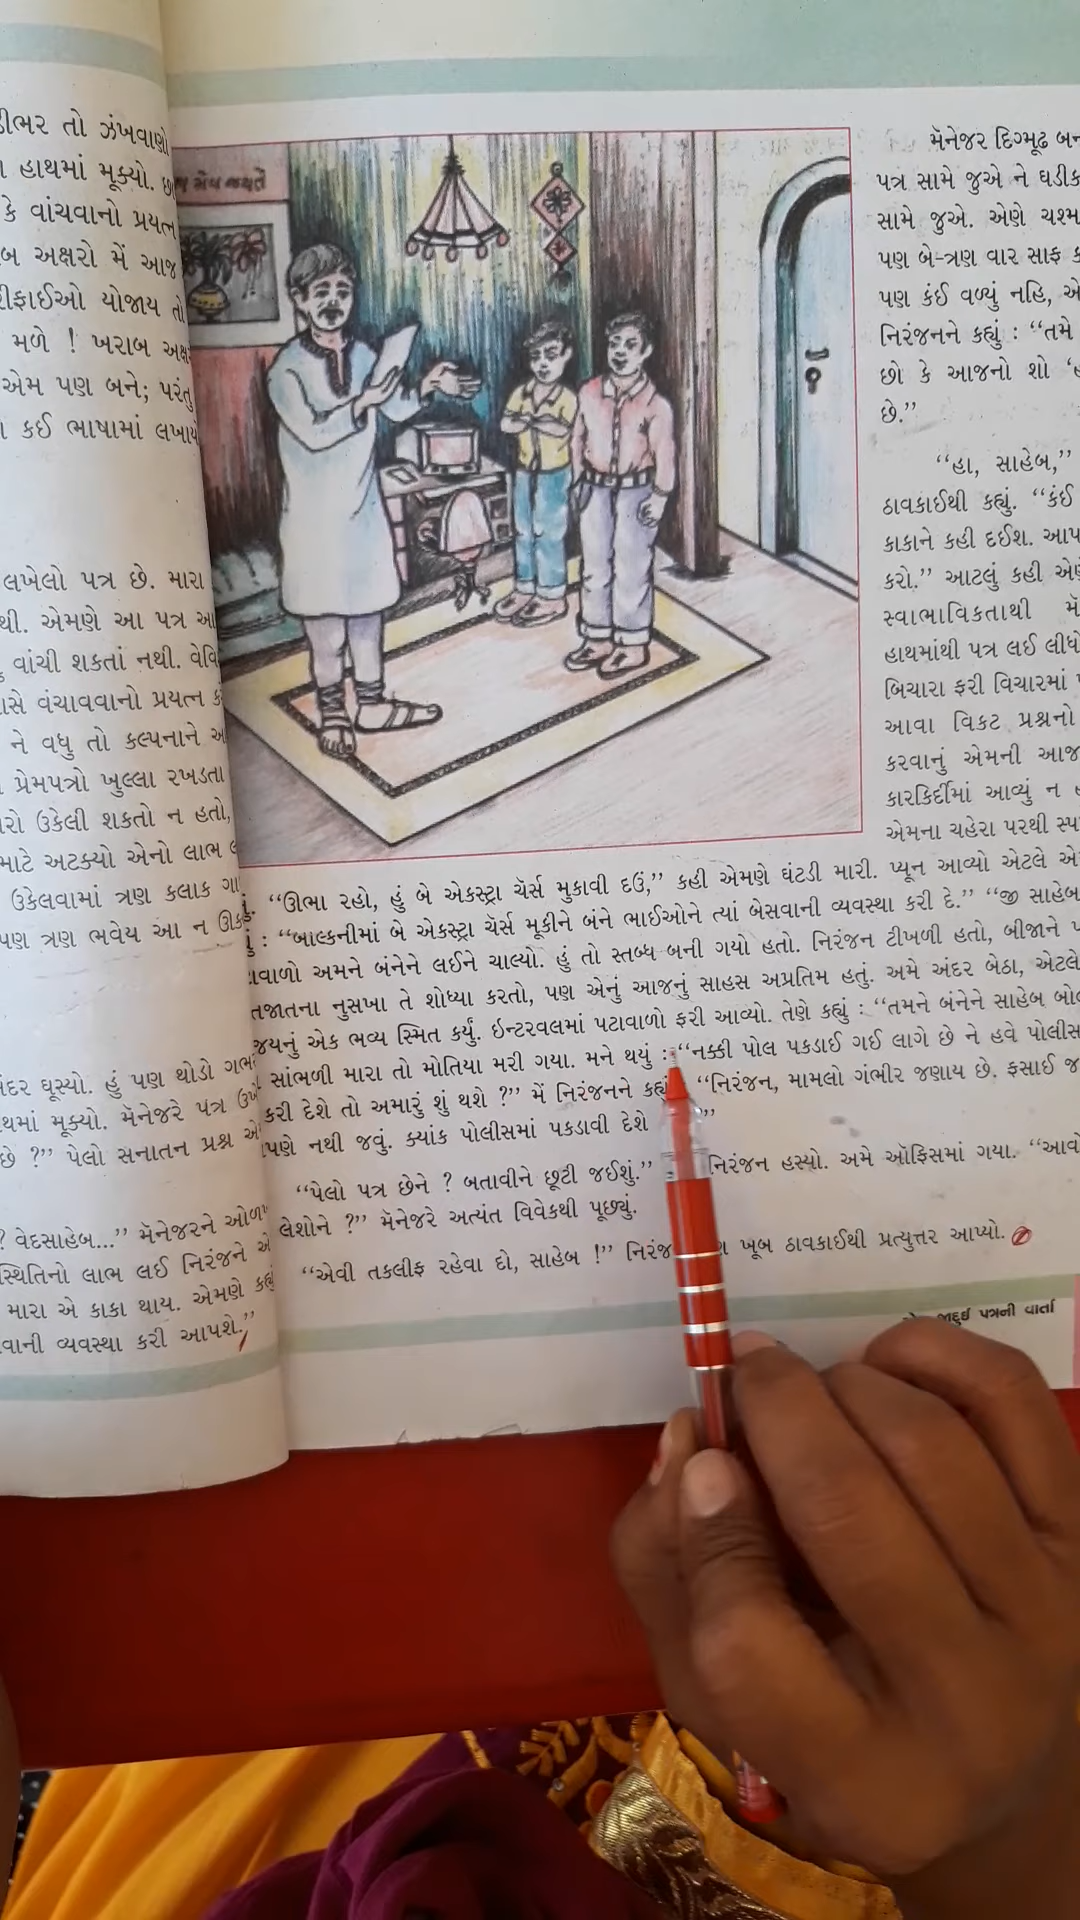 ડીભર તો ઝંખવાણો
હાથમાં મૂક્યો.
કે વાંચવાનો પ્રયત્ન
અક્ષરો મેં આજ
યોજાય તો
મળે ! ખરાબ અક્ષ
એમ પણ બને; પરંતુ
કઈ ભાષામાં લખાય
લખેલો પત્ર છે. મારા
થી. એમણે આ પત્ર આ
વાંચી શકતાં નથી. વેવિ
સે વંચાવવાનો પ્રયત્ન ક
ને વધુ તો કલ્પનાને અ
પ્રેમપત્રો ખુલ્લા રખડતા
રો ઉકેલી શકતો ન હતો,
માટે અટક્યો એનો લાભ લ
ઉકેલવામાં ત્રણ કલાક ગા
પણ ત્રણ ભવેય આ ન ઊક
અંદર ઘૂસ્યો. હું પણ થોડો ગભ
થમાં મૂક્યો. મૅનેજરે પત્ર ઉખે
છે ?” પેલો સનાતન પ્રશ્ન એ
? વેદસાહેબ...” મૅનેજરને ઓળ
સ્થિતિનો લાભ લઈ નિરંજને એ
મારા એ કાકા થાય. એમણે કહ્યું
વાની વ્યવસ્થા કરી આપશે.”
મૅનેજર દિગ્મૂઢ બન
પત્ર સામે જુએ ને ઘડીક
સામે જુએ. એણે ચશ્મ
પણ બે-ત્રણ વાર સાફ ક
પણ કંઈ વળ્યું નહિ, એ
નિરંજનને કહ્યું : “તમે
છો કે આજનો શો ‘હ
છે.”
“હા, સાહેબ,”
ઠાવકાઈથી કહ્યું. “કંઈ
કાકાને કહી દઈશ. આપ
કરો.” આટલું કહી એણ
સ્વાભાવિકતાથી મૅ
હાથમાંથી પત્ર લઈ લીધો
બિચારા ફરી વિચારમાં
આવા વિકટ પ્રશ્નનો
કરવાનું એમની આજ
કારકિર્દીમાં આવ્યું ન હ
એમના ચહેરા પરથી સ્પ
“ઊભા રહો, હું બે એક્સ્ટ્રા ચૅર્સ મુકાવી દઉં,” કહી એમણે ઘંટડી મારી. પ્યૂન આવ્યો એટલે એ
: “બાલ્કનીમાં બે એક્સ્ટ્રા ચૅર્સ મૂકીને બંને ભાઈઓને ત્યાં બેસવાની વ્યવસ્થા કરી દે.” “જી સાહેબ
ાવાળો અમને બંનેને લઈને ચાલ્યો. હું તો સ્તબ્ધ બની ગયો હતો. નિરંજન ટીખળી હતો, બીજાને પ
તજાતના નુસખા તે શોધ્યા કરતો, પણ એનું આજનું સાહસ અપ્રતિમ હતું. અમે અંદર બેઠા, એટલે
જયનું એક ભવ્ય સ્મિત કર્યું. ઇન્ટરવલમાં પટાવાળો ફરી આવ્યો. તેણે કહ્યું : “તમને બંનેને સાહેબ બોલ
સાંભળી મારા તો મોતિયા મરી ગયા. મને થયું : “નક્કી પોલ પકડાઈ ગઈ લાગે છે ને હવે પોલીસ
કરી દેશે તો અમારું શું થશે ?” મેં નિરંજનને કહ્યું “નિરંજન, મામલો ગંભીર જણાય છે. ફસાઈ જ
પણે નથી જવું. ક્યાંક પોલીસમાં પકડાવી દેશે ”
“પેલો પત્ર છેને ? બતાવીને છૂટી જઈશું.” નિરંજન હસ્યો. અમે ઑફિસમાં ગયા. “આવો
લેશોને ?” મૅનેજરે અત્યંત વિવેકથી પૂછ્યું.
“એવી તકલીફ રહેવા દો, સાહેબ !” નિરંજ ખૂબ ઠાવકાઈથી પ્રત્યુત્તર આપ્યો.
જાદુઈ પત્રની વાર્તા